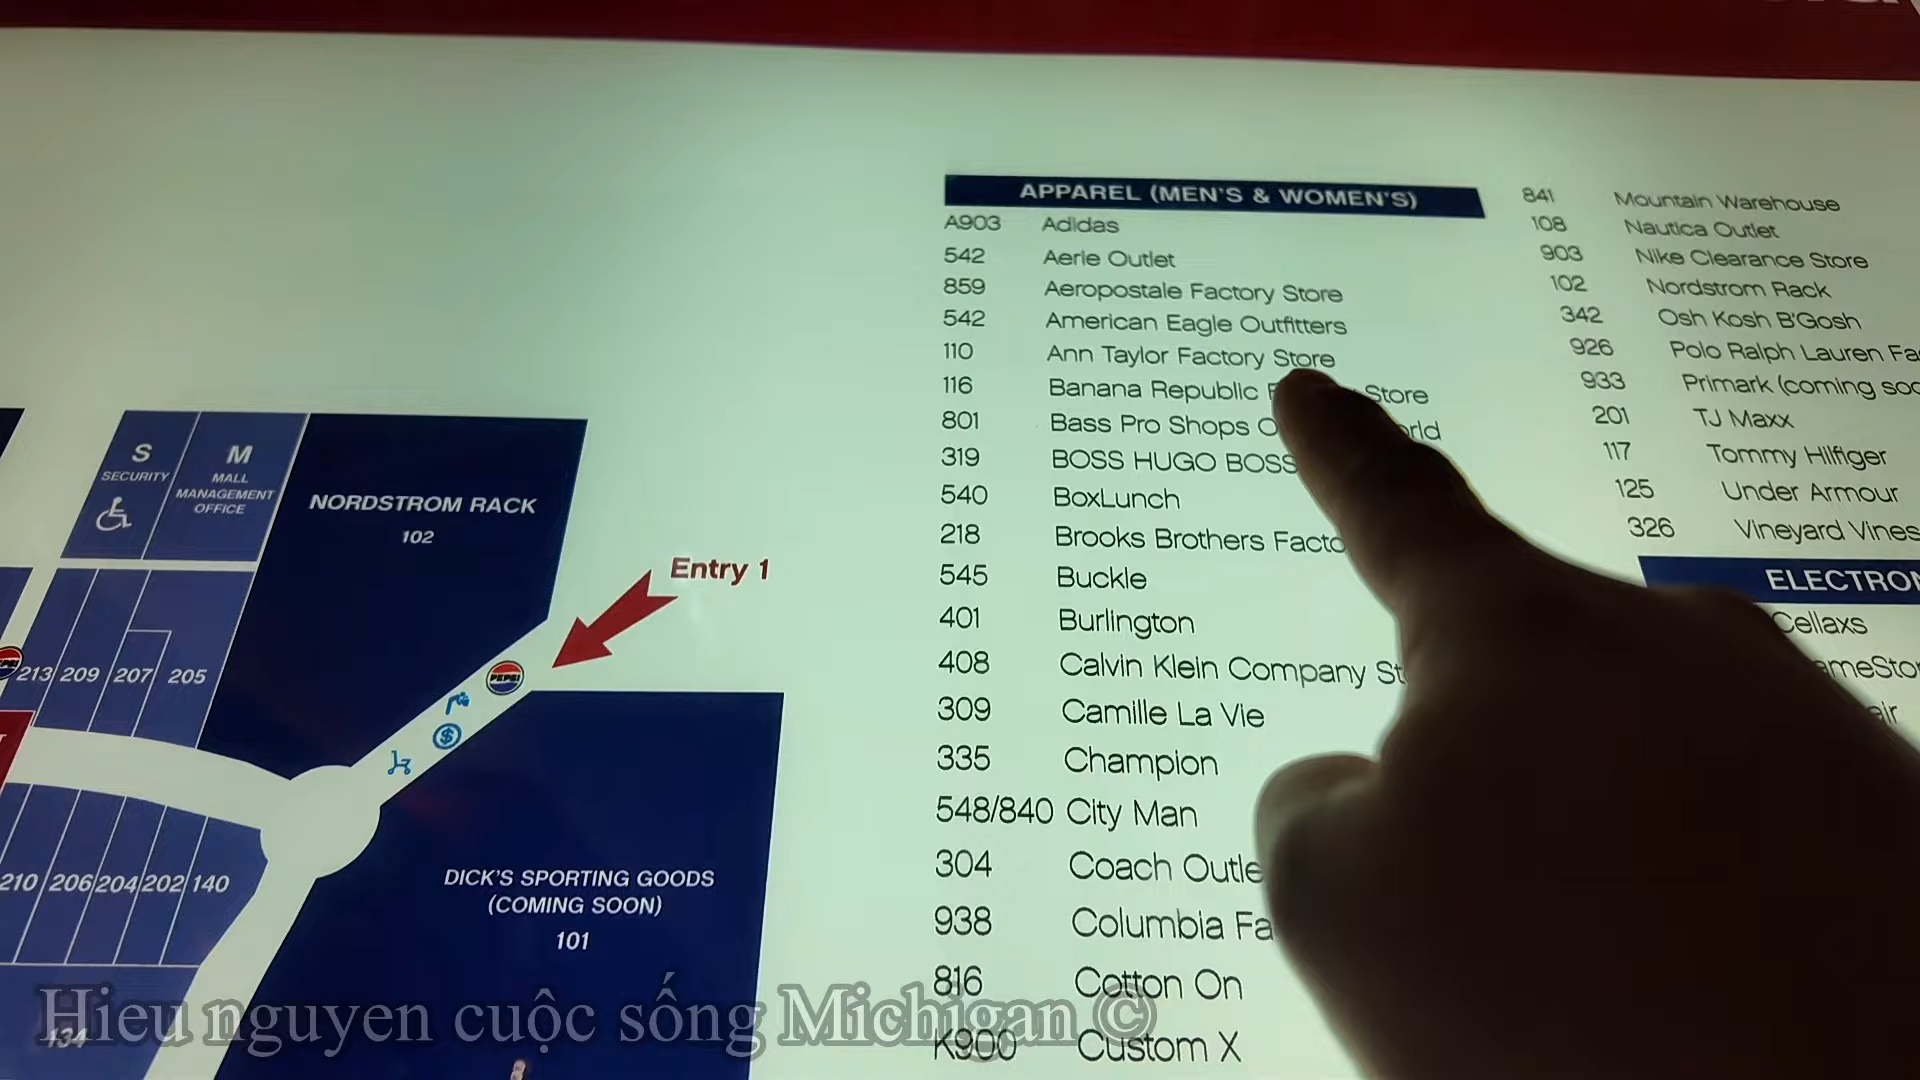 APPAREL (MEN'S & WOMEN'S)
A903 Adidas
542 Aerie Outlet
859 Aeropostale Factory Store
542 American Eagle Outfitters
110 Ann Taylor Factory Store
116 Banana Republic Store
801 Bass Pro Shops
319 BOSS HUGO BOSS
540 BoxLunch
218 Brooks Brothers
545 Buckle
401 Burlington
408 Calvin Klein Company
309 Camille La Vie
335 Champion
548/840 City Man
304 Coach
938 Columbia
816 Cotton On
K900 Custom X
841 Mountain Warehouse
108 Nautica Outlet
903 Nike Clearance Store
102 Nordstrom Rack
342 Osh Kosh B'Gosh
926 Polo Ralph Lauren
933 Primark (coming
201 TJ Maxx
117 Tommy Hilfiger
125 Under Armour
326 Vineyard Vines
Cellaxs
S
SECURITY
M
MALL
MANAGEMENT
OFFICE
NORDSTROM RACK
102
Entry 1
PEPSI
213 209 207 205
210 206 204 202 140
DICK'S SPORTING GOODS
(COMING SOON)
101
134
Hieu nguyen cuộc sống Michigan ©